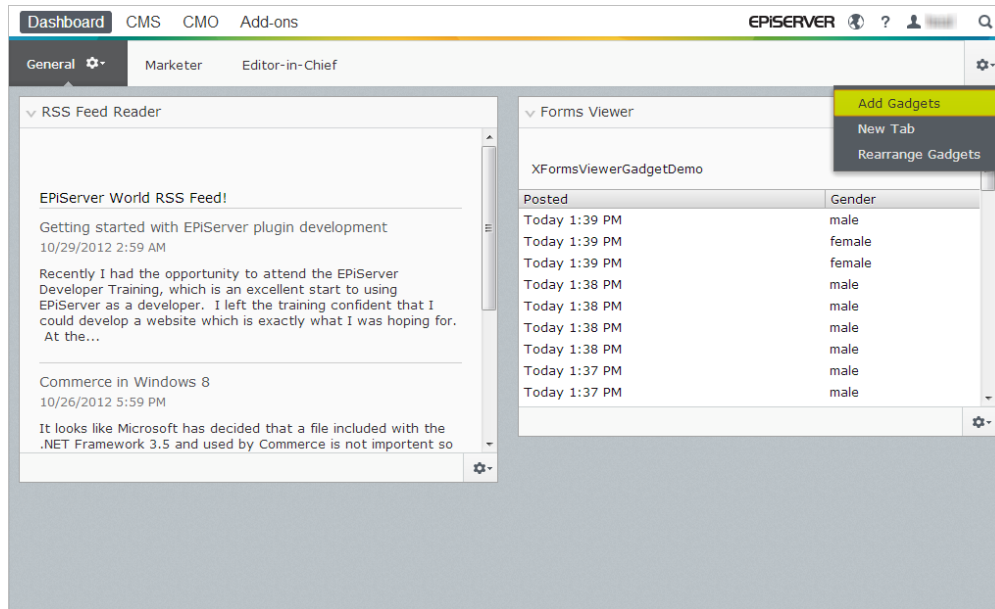 Dashboard CMS CMO Add-ons EPiSERVER ?
General Marketer Editor-in-Chief
Add Gadgets
New Tab
Rearrange Gadgets
RSS Feed Reader
EPiServer World RSS Feed!
Getting started with EPiServer plugin development
10/29/2012 2:59 AM
Recently I had the opportunity to attend the EPiServer
Developer Training, which is an excellent start to using
EPiServer as a developer. I left the training confident that I
could develop a website which is exactly what I was hoping for.
At the...
Commerce in Windows 8
10/26/2012 5:59 PM
It looks like Microsoft has decided that a file included with the
.NET Framework 3.5 and used by Commerce is not importent so
Forms Viewer
XFormsViewerGadgetDemo
Posted Gender
Today 1:39 PM male
Today 1:39 PM female
Today 1:39 PM female
Today 1:38 PM male
Today 1:38 PM male
Today 1:38 PM male
Today 1:38 PM male
Today 1:37 PM male
Today 1:37 PM male